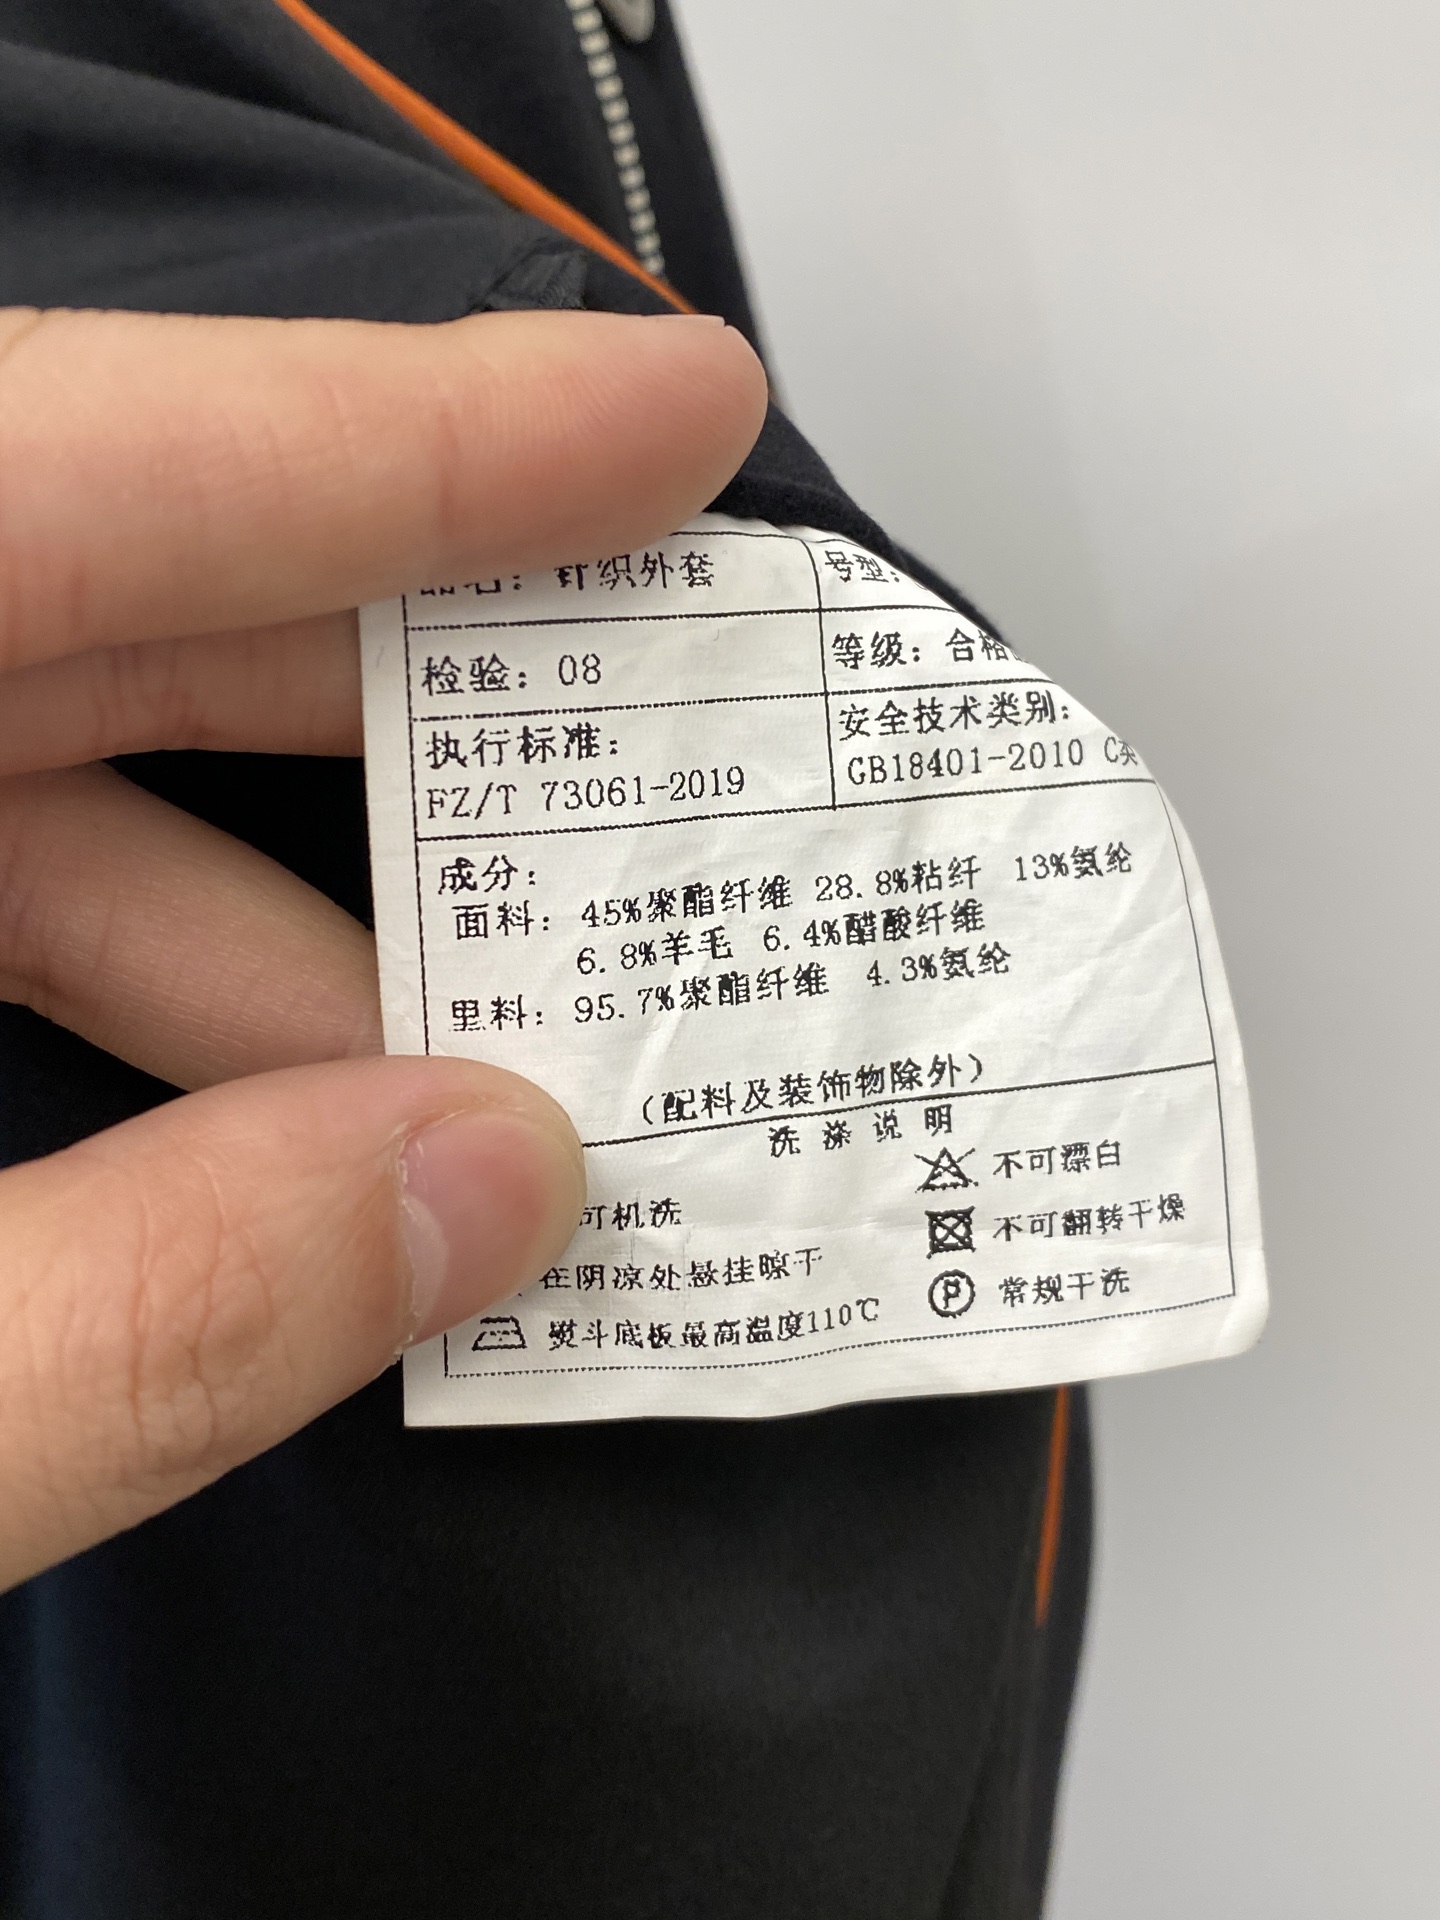 品名：针织外套
号型：
检验：08
等级：合格
执行标准：
FZ/T 73061-2019
安全技术类别：
GB18401-2010 C类
成分：
面料：45%聚酯纤维 28.8%粘纤 13%氨纶
6.8%羊毛 6.4%醋酸纤维
里料：95.7%聚酯纤维 4.3%氨纶
（配料及装饰物除外）
洗涤说明
可机洗
不可漂白
在阴凉处悬挂晾干
不可翻转干燥
熨斗底板最高温度110℃
P 常规干洗